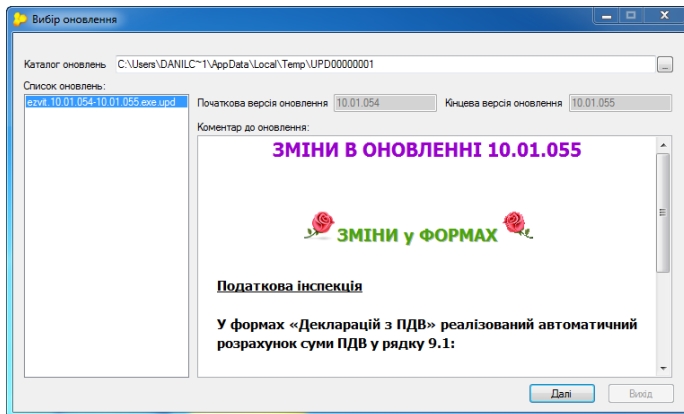 Вибір оновлення
Каталог оновлень C:\Users\DANILC~1\AppData\Local\Temp\UPD00000001 ...
Список оновлень:
ezvit.10.01.054-10.01.055.exe.upd
Початкова версія оновлення 10.01.054 Кінцева версія оновлення 10.01.055
Коментар до оновлення:
ЗМІНИ В ОНОВЛЕННІ 10.01.055
ЗМІНИ у ФОРМАХ
Податкова інспекція
У формах «Декларацій з ПДВ» реалізований автоматичний
розрахунок суми ПДВ у рядку 9.1:
Далі Вихід